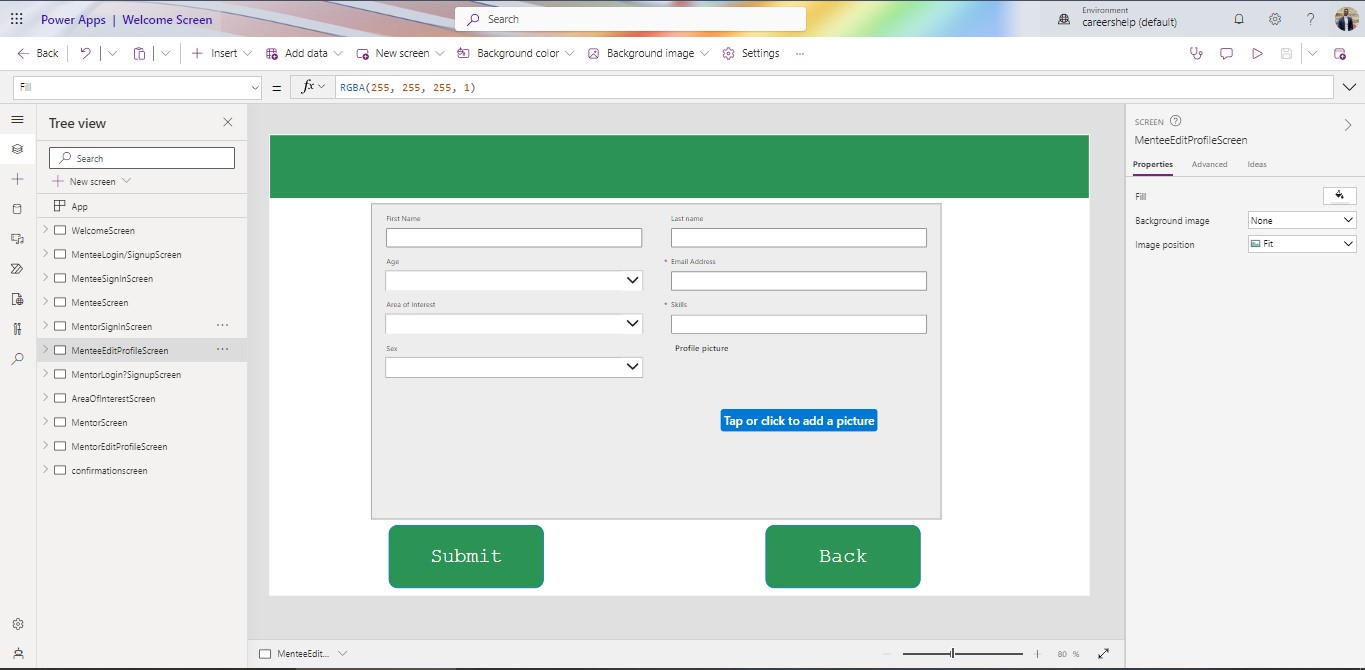 Power Apps | Welcome Screen
Search
Environment
careershelp (default)
Back
Insert
Add data
New screen
Background color
Background image
Settings
Fill
=
fx
RGBA(255, 255, 255, 1)
Tree view
Search
New screen
App
WelcomeScreen
MenteeLogin/SignupScreen
MenteeSignInScreen
MenteeScreen
MentorSignInScreen
MenteeEditProfileScreen
MentorLogin?SignupScreen
AreaOfInterestScreen
MentorScreen
MentorEditProfileScreen
confirmationscreen
First Name
Last name
Age
* Email Address
Area of Interest
* Skills
Sex
Profile picture
Tap or click to add a picture
Submit
Back
SCREEN
MenteeEditProfileScreen
Properties
Advanced
Ideas
Fill
Background image
None
Image position
Fit
MenteeEdit...
80 %